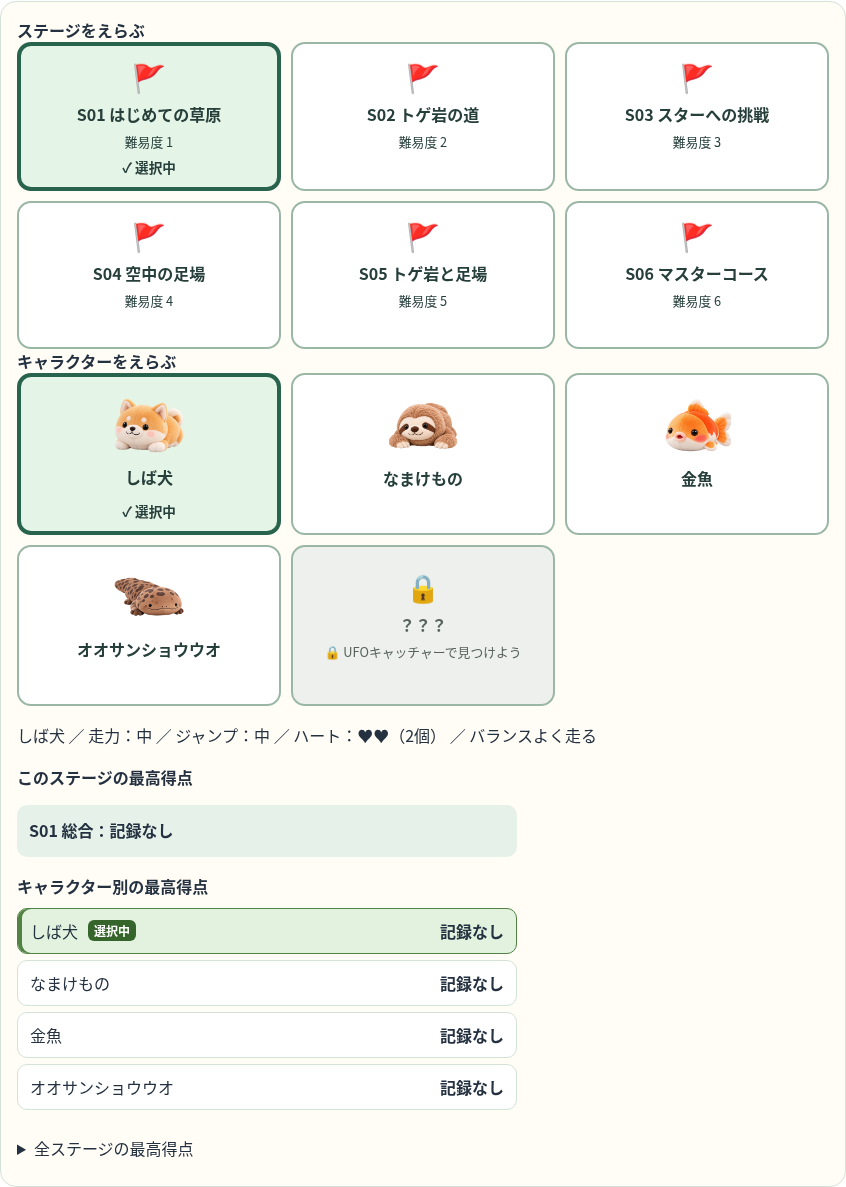 ステージをえらぶ
S01 はじめての草原
難易度 1
✓ 選択中
S02 トゲ岩の道
難易度 2
S03 スターへの挑戦
難易度 3
S04 空中の足場
難易度 4
S05 トゲ岩と足場
難易度 5
S06 マスターコース
難易度 6
キャラクターをえらぶ
しば犬
✓ 選択中
なまけもの
金魚
オオサンショウウオ
？？？
🔒 UFOキャッチャーで見つけよう
しば犬 ／ 走力：中 ／ ジャンプ：中 ／ ハート：♥♥（2個） ／ バランスよく走る
このステージの最高得点
S01 総合：記録なし
キャラクター別の最高得点
しば犬 選択中 記録なし
なまけもの 記録なし
金魚 記録なし
オオサンショウウオ 記録なし
▶ 全ステージの最高得点